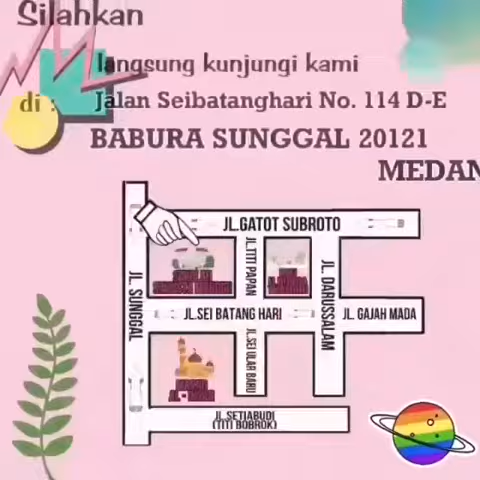 Silahkan
langsung kunjungi kami
di : Jalan Seibatanghari No. 114 D-E
BABURA SUNGGAL 20121
MEDAN
JL.GATOT SUBROTO
JL. SUNGGAL
JL.TITI PAPAN
JL. DARUSSALAM
JL.SEI BATANG HARI
JL. GAJAH MADA
JL.SEI ULAR BARU
JL.SETIABUDI
(TITI BOBROK)